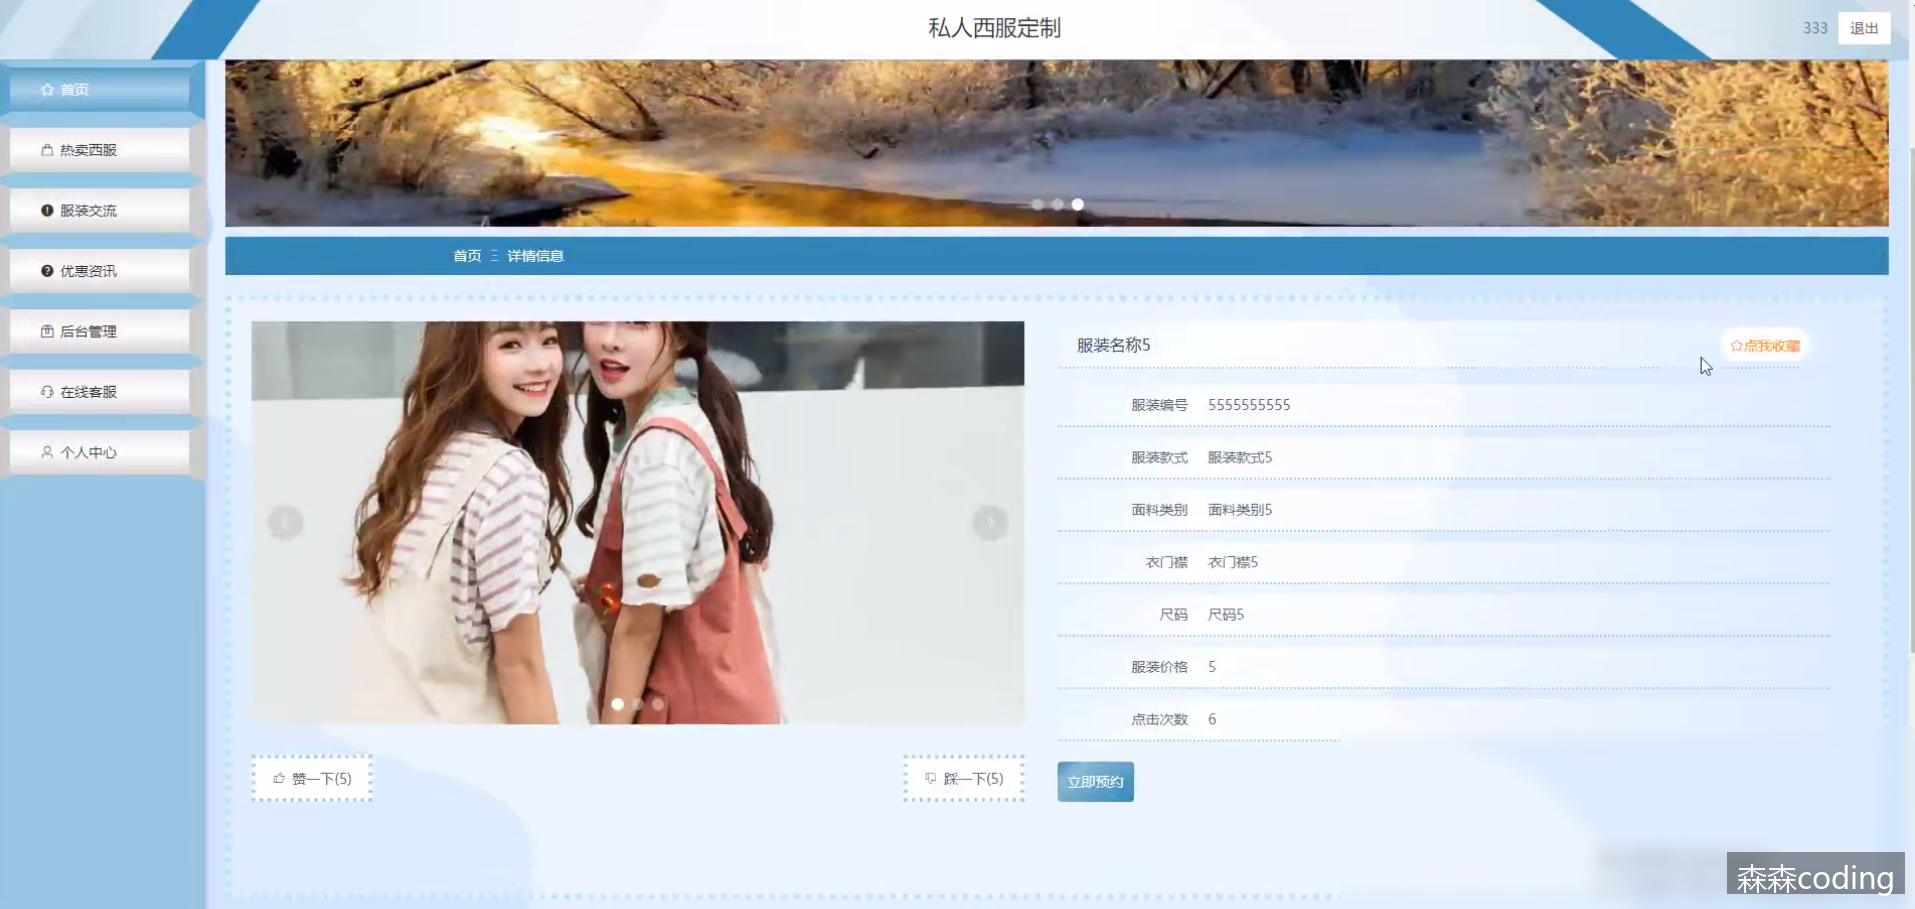 私人西服定制
333
退出
首页
热卖西服
服装交流
优惠资讯
后台管理
在线客服
个人中心
首页
详情信息
服装名称5
点我收藏
服装编号 5555555555
服装款式 服装款式5
面料类别 面料类别5
衣门襟 衣门襟5
尺码 尺码5
服装价格 5
点击次数 6
赞一下(5)
踩一下(5)
立即预约
森森coding